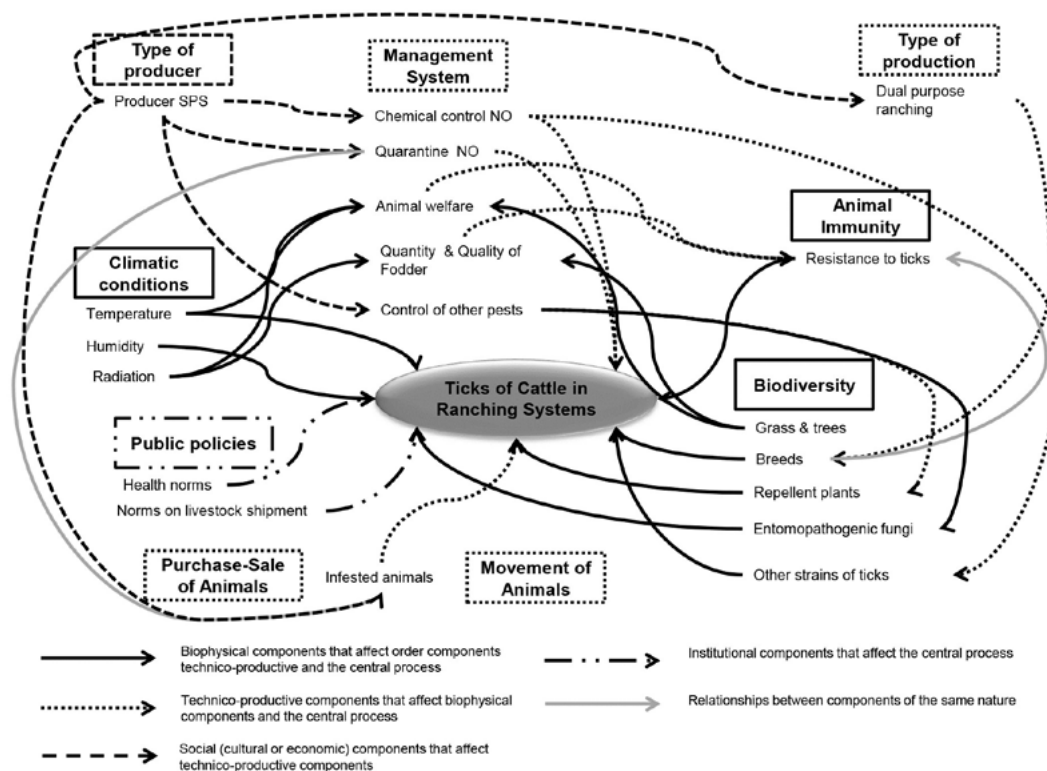 Type of
producer
Producer SPS
Management
System
Chemical control NO
Quarantine  NO
Animal welfare
Quantity  & Quality of
Fodder
Control of other pests
Type of
production
Dual purpose
ranching
Animal
Immunity
Resistance to ticks
Climatic
conditions
Temperature
Humidity
Radiation
Ticks of Cattle in
Ranching Systems
Biodiversity
Grass & trees
Breeds
Repellent plants
Entomopathogenic fungi
Other strains of ticks
Public policies
Health norms
Norms on livestock shipment
Purchase-Sale
of Animals
Infested animals
Movement of
Animals
Biophysical components that affect order components
technico-productive and the central process
Technico-productive components that affect biophysical
components and the central process
Social (cultural or economic) components that affect
technico-productive components
Institutional components that affect the central process
Relationships between components of the same nature